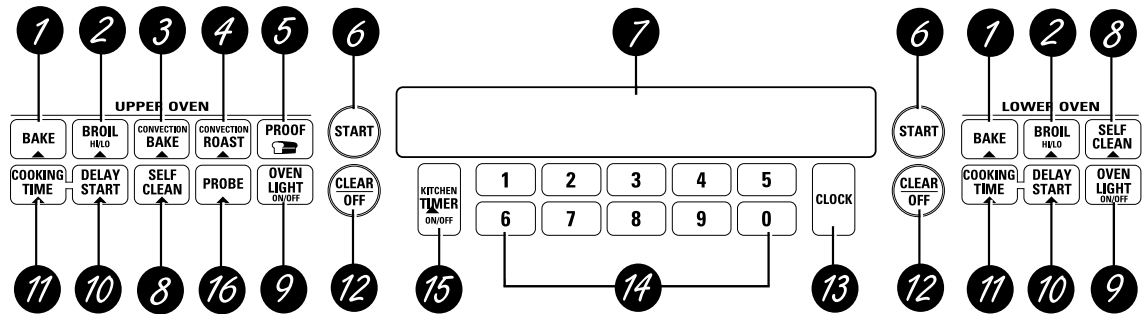 1 2 3 4 5 6 7 6 1 2 8
UPPER OVEN LOWER OVEN
BAKE
BROIL
HI/LO
CONVECTION
BAKE
CONVECTION
ROAST
PROOF
START
START
BAKE
BROIL
HI/LO
SELF
CLEAN
COOKING
TIME
DELAY
START
SELF
CLEAN
PROBE
OVEN
LIGHT
ON/OFF
CLEAR
OFF
KITCHEN
TIMER
ON/OFF
1 2 3 4 5
6 7 8 9 0
CLOCK
CLEAR
OFF
COOKING
TIME
DELAY
START
OVEN
LIGHT
ON/OFF
11 10 8 16 9 12 15 14 13 12 11 10 9